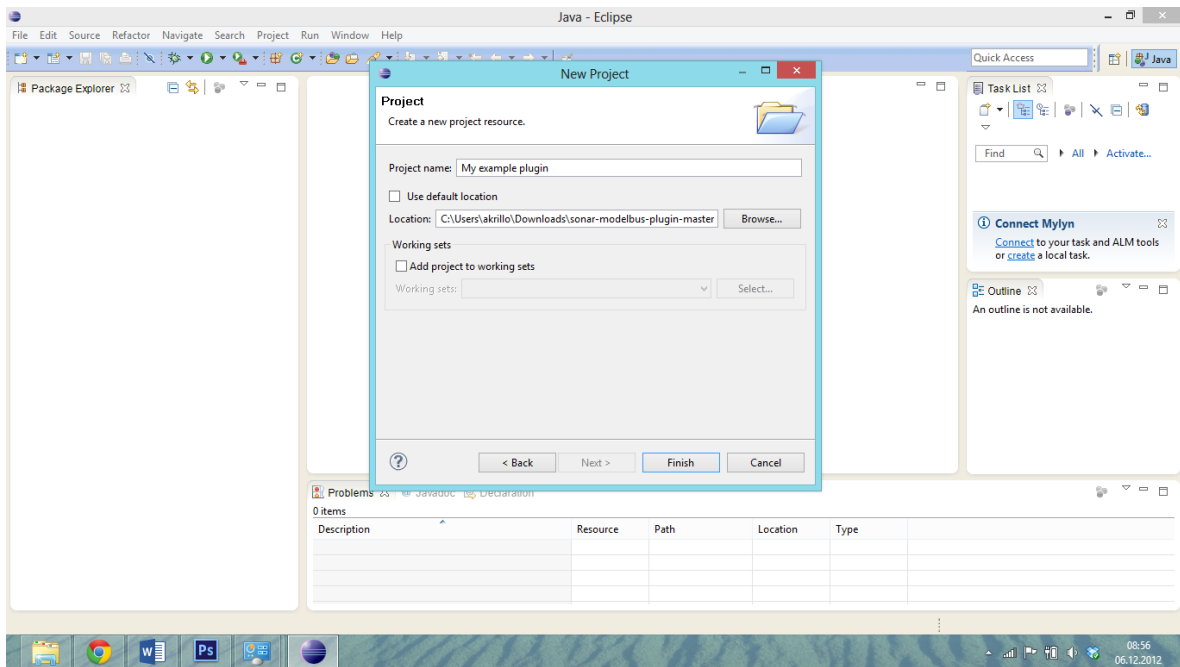 Java - Eclipse
File Edit Source Refactor Navigate Search Project Run Window Help
Quick Access
Java
Package Explorer
New Project
Project
Create a new project resource.
Project name: My example plugin
Use default location
Location: C:\Users\akrillo\Downloads\sonar-modelbus-plugin-master Browse...
Working sets
Add project to working sets
Working sets: Select...
? < Back Next > Finish Cancel
Task List
Find All Activate...
Connect Mylyn
Connect to your task and ALM tools
or create a local task.
Outline
An outline is not available.
Problems @ Javadoc Declaration
0 items
Description Resource Path Location Type
W Ps
08:56
06.12.2012